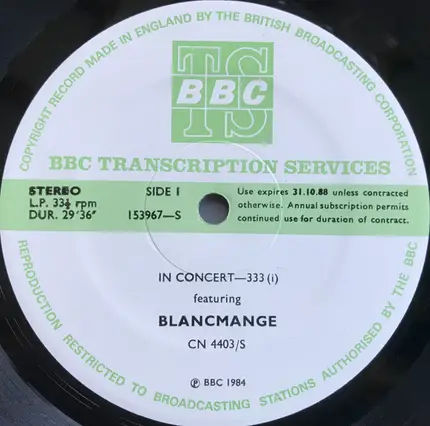 COPYRIGHT RECORD MADE IN ENGLAND BY THE BRITISH BROADCASTING CORPORATION
TS
BBC
BBC TRANSCRIPTION SERVICES
STEREO
L.P. 33⅓ rpm
DUR. 29'36"
SIDE 1
153967—S
Use expires 31.10.88 unless contracted
otherwise. Annual subscription permits
continued use for duration of contract.
IN CONCERT—333 (i)
featuring
BLANCMANGE
CN 4403/S
℗ BBC 1984
REPRODUCTION RESTRICTED TO BROADCASTING STATIONS AUTHORISED BY THE BBC